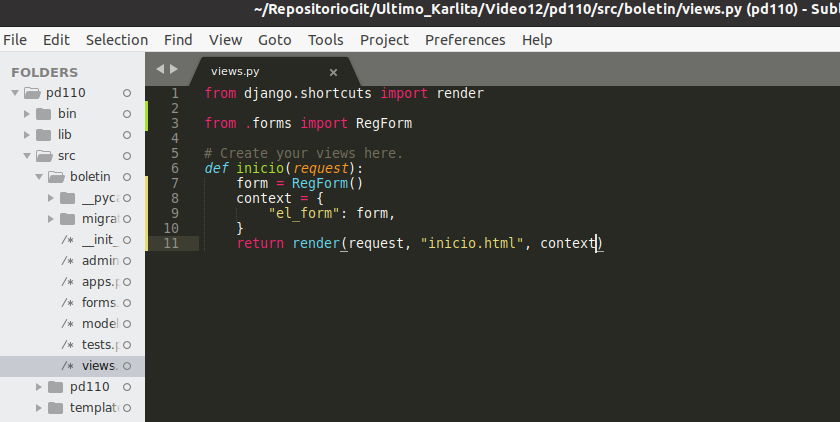 ~/RepositorioGit/Ultimo_Karlita/Video12/pd110/src/boletin/views.py (pd110) - Subl
File Edit Selection Find View Goto Tools Project Preferences Help
FOLDERS
pd110
bin
lib
src
boletin
__pyca
migrat
/* __init_
/* admin
/* apps.p
/* forms.
/* model
/* tests.p
/* views.
pd110
templat
views.py ×
1 from django.shortcuts import render
2
3 from .forms import RegForm
4
5 # Create your views here.
6 def inicio(request):
7     form = RegForm()
8     context = {
9         "el_form": form,
10     }
11     return render(request, "inicio.html", context)